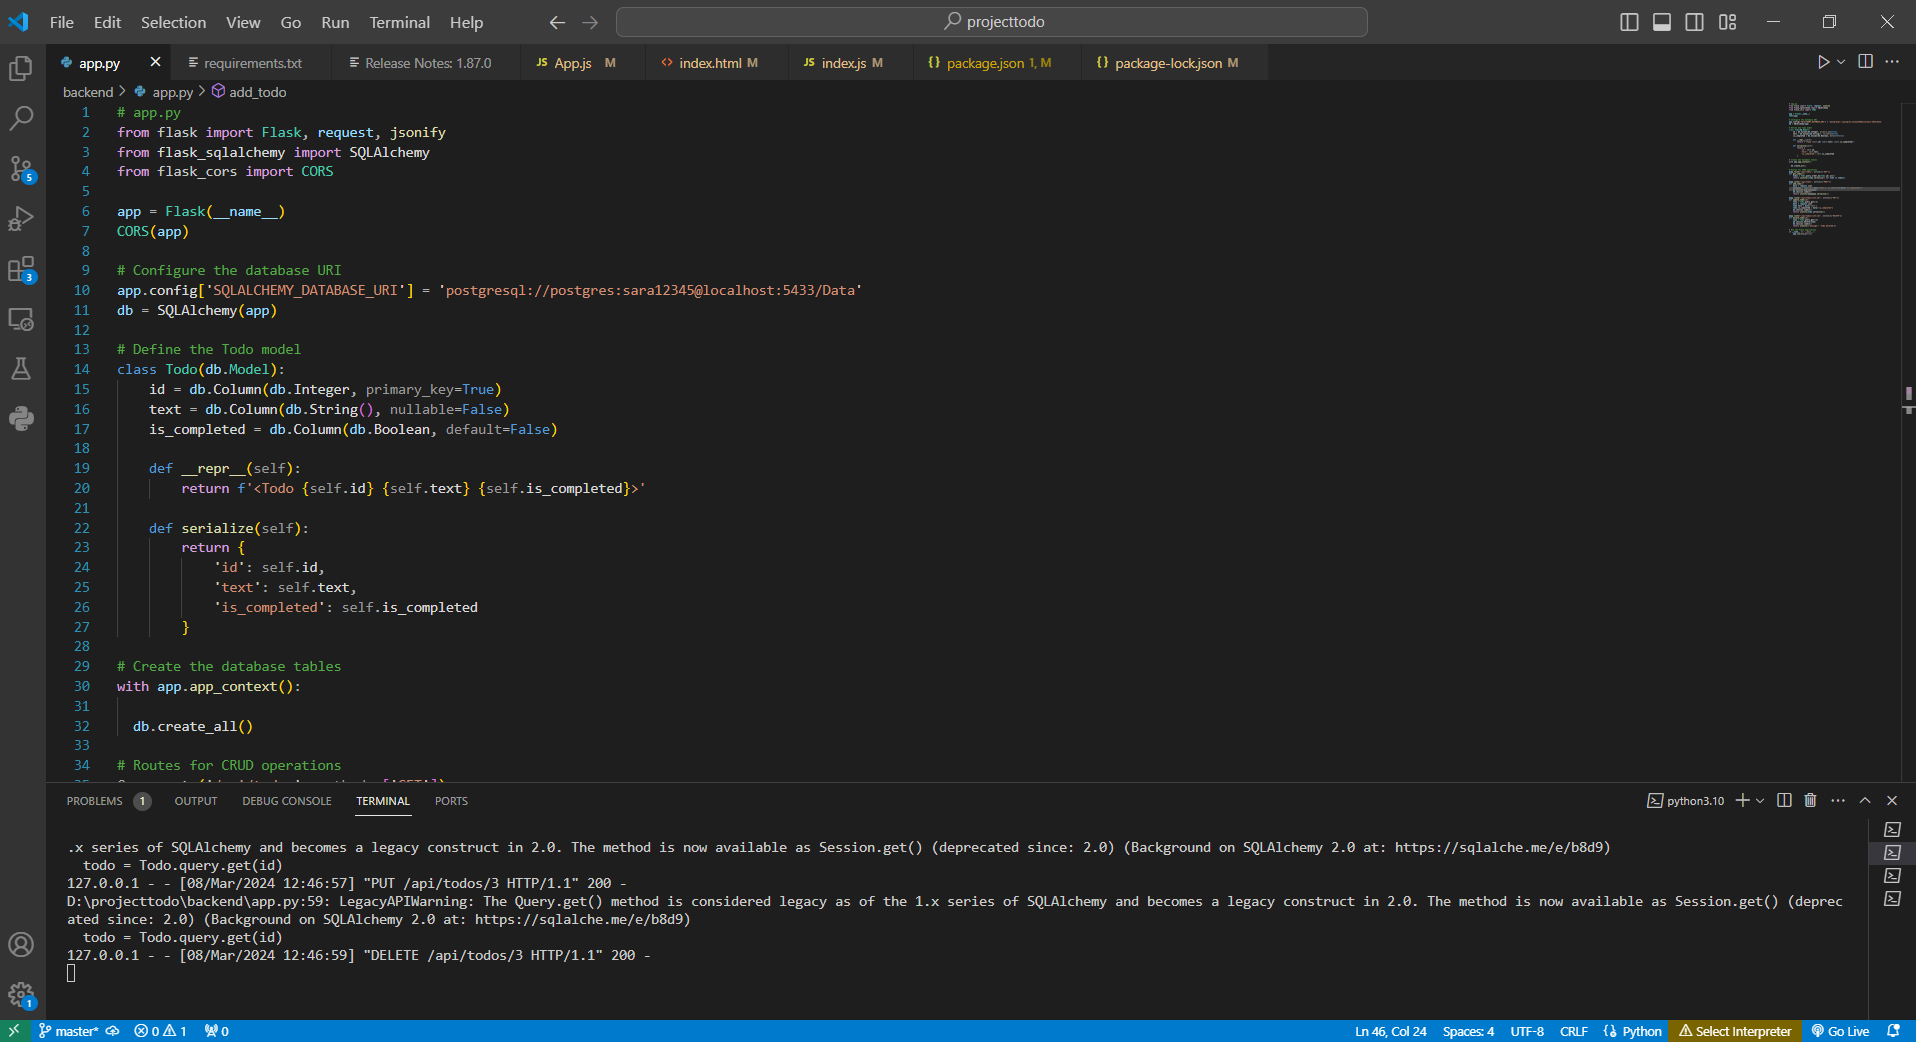 File Edit Selection View Go Run Terminal Help
projecttodo
app.py
requirements.txt
Release Notes: 1.87.0
JS App.js M
<> index.html M
JS index.js M
{} package.json 1, M
{} package-lock.json M
backend > app.py > add_todo
1 # app.py
2 from flask import Flask, request, jsonify
3 from flask_sqlalchemy import SQLAlchemy
4 from flask_cors import CORS
5
6 app = Flask(__name__)
7 CORS(app)
8
9 # Configure the database URI
10 app.config['SQLALCHEMY_DATABASE_URI'] = 'postgresql://postgres:sara12345@localhost:5433/Data'
11 db = SQLAlchemy(app)
12
13 # Define the Todo model
14 class Todo(db.Model):
15 id = db.Column(db.Integer, primary_key=True)
16 text = db.Column(db.String(), nullable=False)
17 is_completed = db.Column(db.Boolean, default=False)
18
19 def __repr__(self):
20 return f'<Todo {self.id} {self.text} {self.is_completed}>'
21
22 def serialize(self):
23 return {
24 'id': self.id,
25 'text': self.text,
26 'is_completed': self.is_completed
27 }
28
29 # Create the database tables
30 with app.app_context():
31
32 db.create_all()
33
34 # Routes for CRUD operations
PROBLEMS 1 OUTPUT DEBUG CONSOLE TERMINAL PORTS
python3.10
.x series of SQLAlchemy and becomes a legacy construct in 2.0. The method is now available as Session.get() (deprecated since: 2.0) (Background on SQLAlchemy 2.0 at: https://sqlalche.me/e/b8d9)
todo = Todo.query.get(id)
127.0.0.1 - - [08/Mar/2024 12:46:57] "PUT /api/todos/3 HTTP/1.1" 200 -
D:\projecttodo\backend\app.py:59: LegacyAPIWarning: The Query.get() method is considered legacy as of the 1.x series of SQLAlchemy and becomes a legacy construct in 2.0. The method is now available as Session.get() (deprec
ated since: 2.0) (Background on SQLAlchemy 2.0 at: https://sqlalche.me/e/b8d9)
todo = Todo.query.get(id)
127.0.0.1 - - [08/Mar/2024 12:46:59] "DELETE /api/todos/3 HTTP/1.1" 200 -
5
3
1
master* 0 1 0
Ln 46, Col 24 Spaces: 4 UTF-8 CRLF Python Select Interpreter Go Live